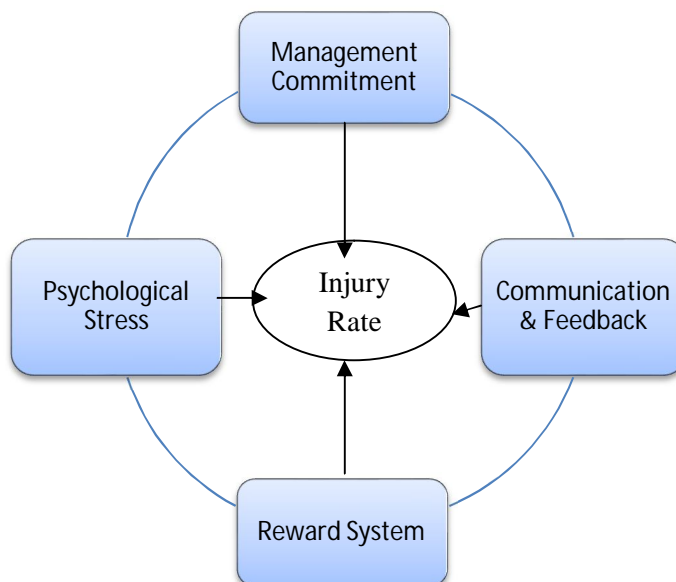 Management
Commitment
Psychological
Stress
Injury
Rate
Communication
& Feedback
Reward System